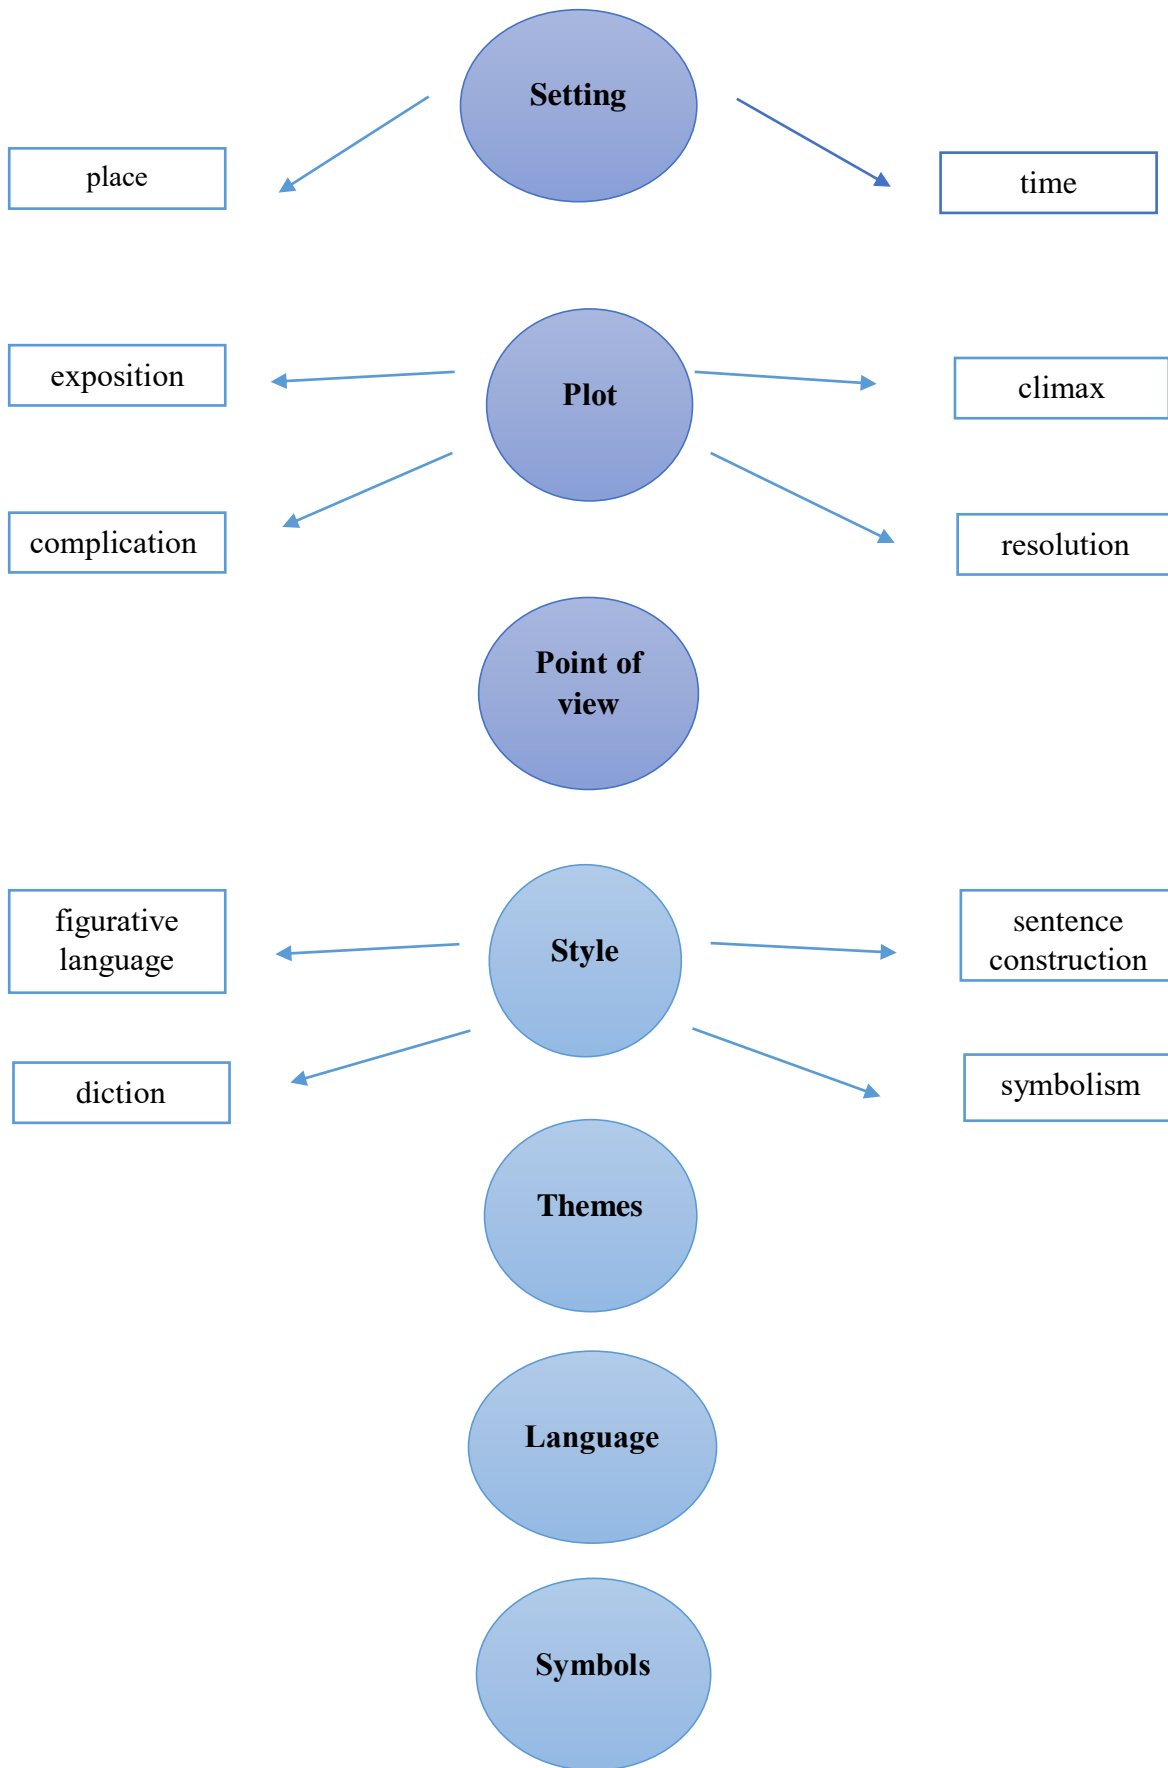 Setting
place
time
Plot
exposition
climax
complication
resolution
Point of
view
Style
figurative
language
sentence
construction
diction
symbolism
Themes
Language
Symbols